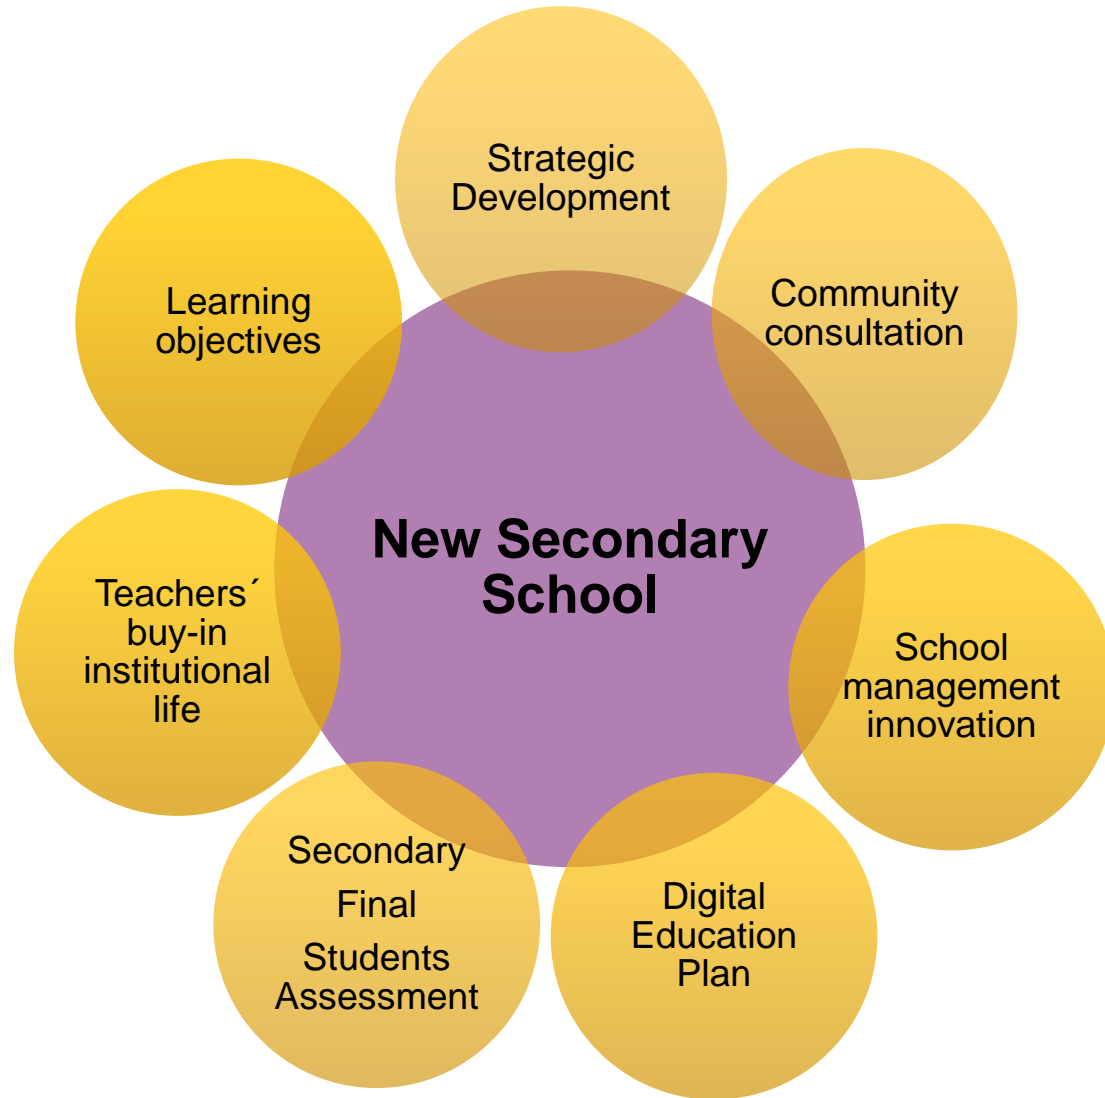 Strategic
Development
Community
consultation
School
management
innovation
Digital
Education
Plan
Secondary
Final
Students
Assessment
Teachers´
buy-in
institutional
life
Learning
objectives
New Secondary
School